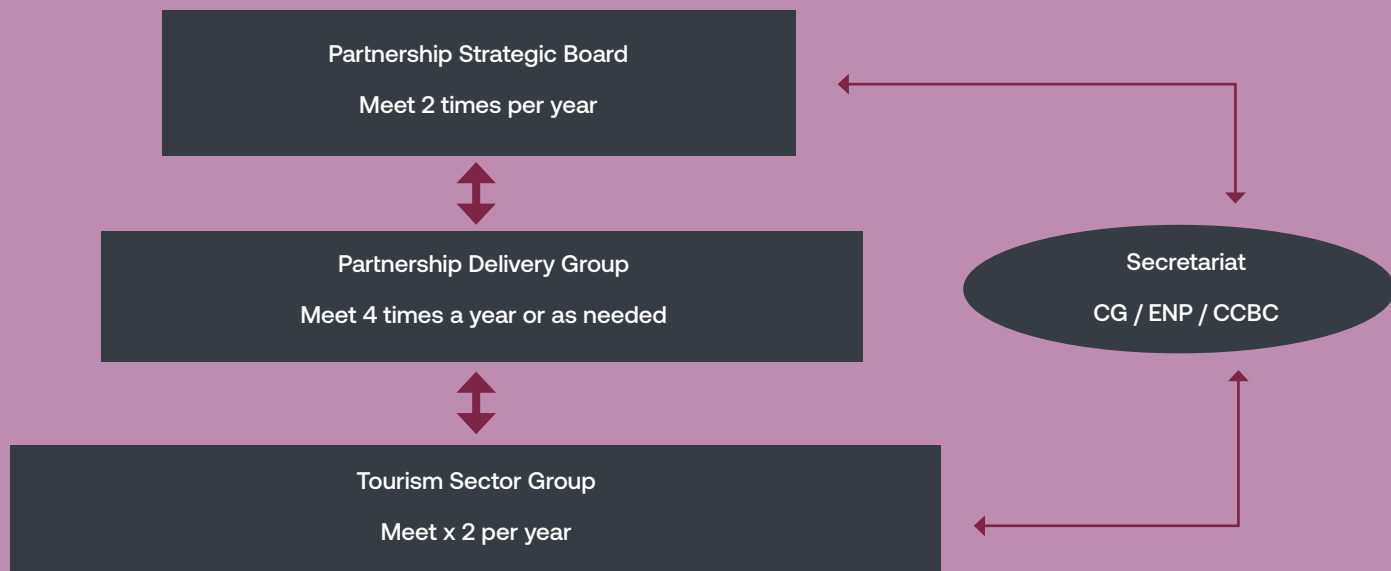 Partnership Strategic Board
Meet 2 times per year
Partnership Delivery Group
Meet 4 times a year or as needed
Secretariat
CG / ENP / CCBC
Tourism Sector Group
Meet x 2 per year